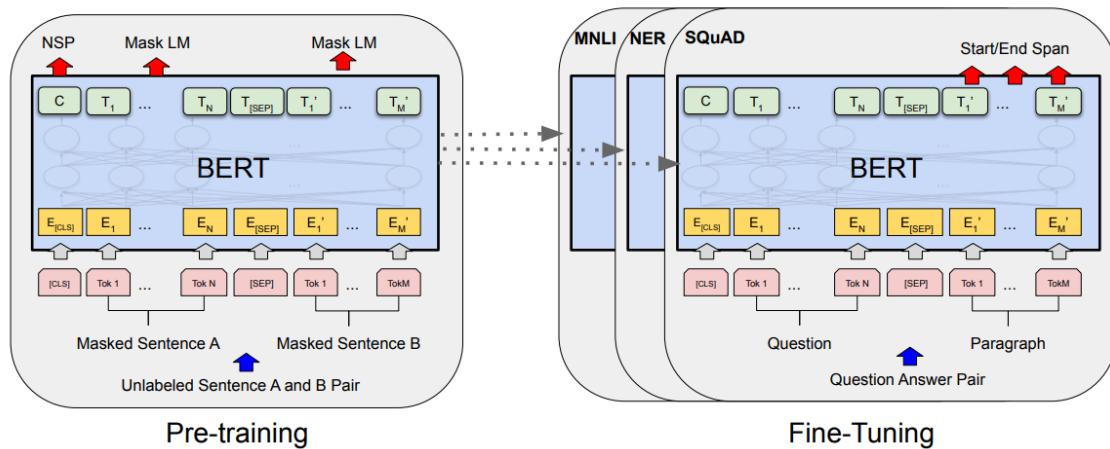 NSP Mask LM Mask LM
C T1 ... TN T[SEP] T1' ... TM'
BERT
E[CLS] E1 ... EN E[SEP] E1' ... EM'
[CLS] Tok 1 ... Tok N [SEP] Tok 1 ... TokM
Masked Sentence A Masked Sentence B
Unlabeled Sentence A and B Pair
Pre-training
MNLI NER SQuAD
Start/End Span
C T1 ... TN T[SEP] T1' ... TM'
BERT
E[CLS] E1 ... EN E[SEP] E1' ... EM'
[CLS] Tok 1 ... Tok N [SEP] Tok 1 ... TokM
Question Paragraph
Question Answer Pair
Fine-Tuning